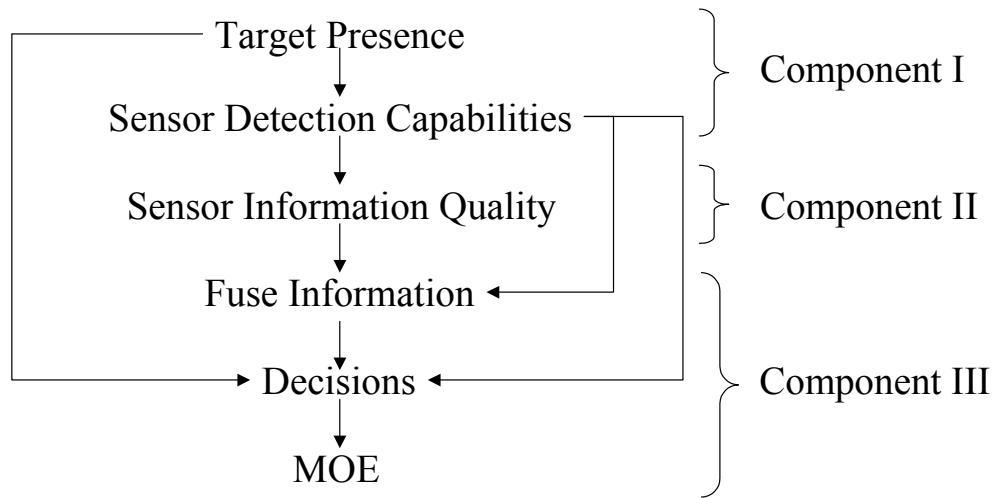 Target Presence
Component I
Sensor Detection Capabilities
Sensor Information Quality
Component II
Fuse Information
Decisions
Component III
MOE